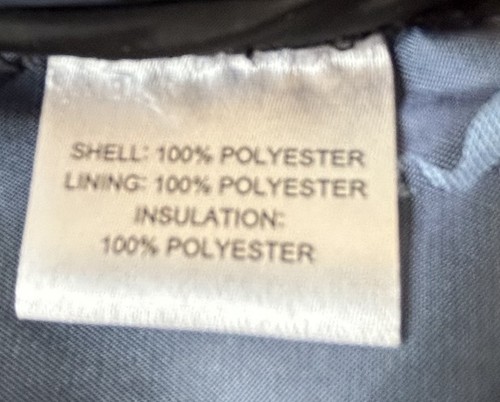 SHELL: 100% POLYESTER
LINING: 100% POLYESTER
INSULATION:
100% POLYESTER